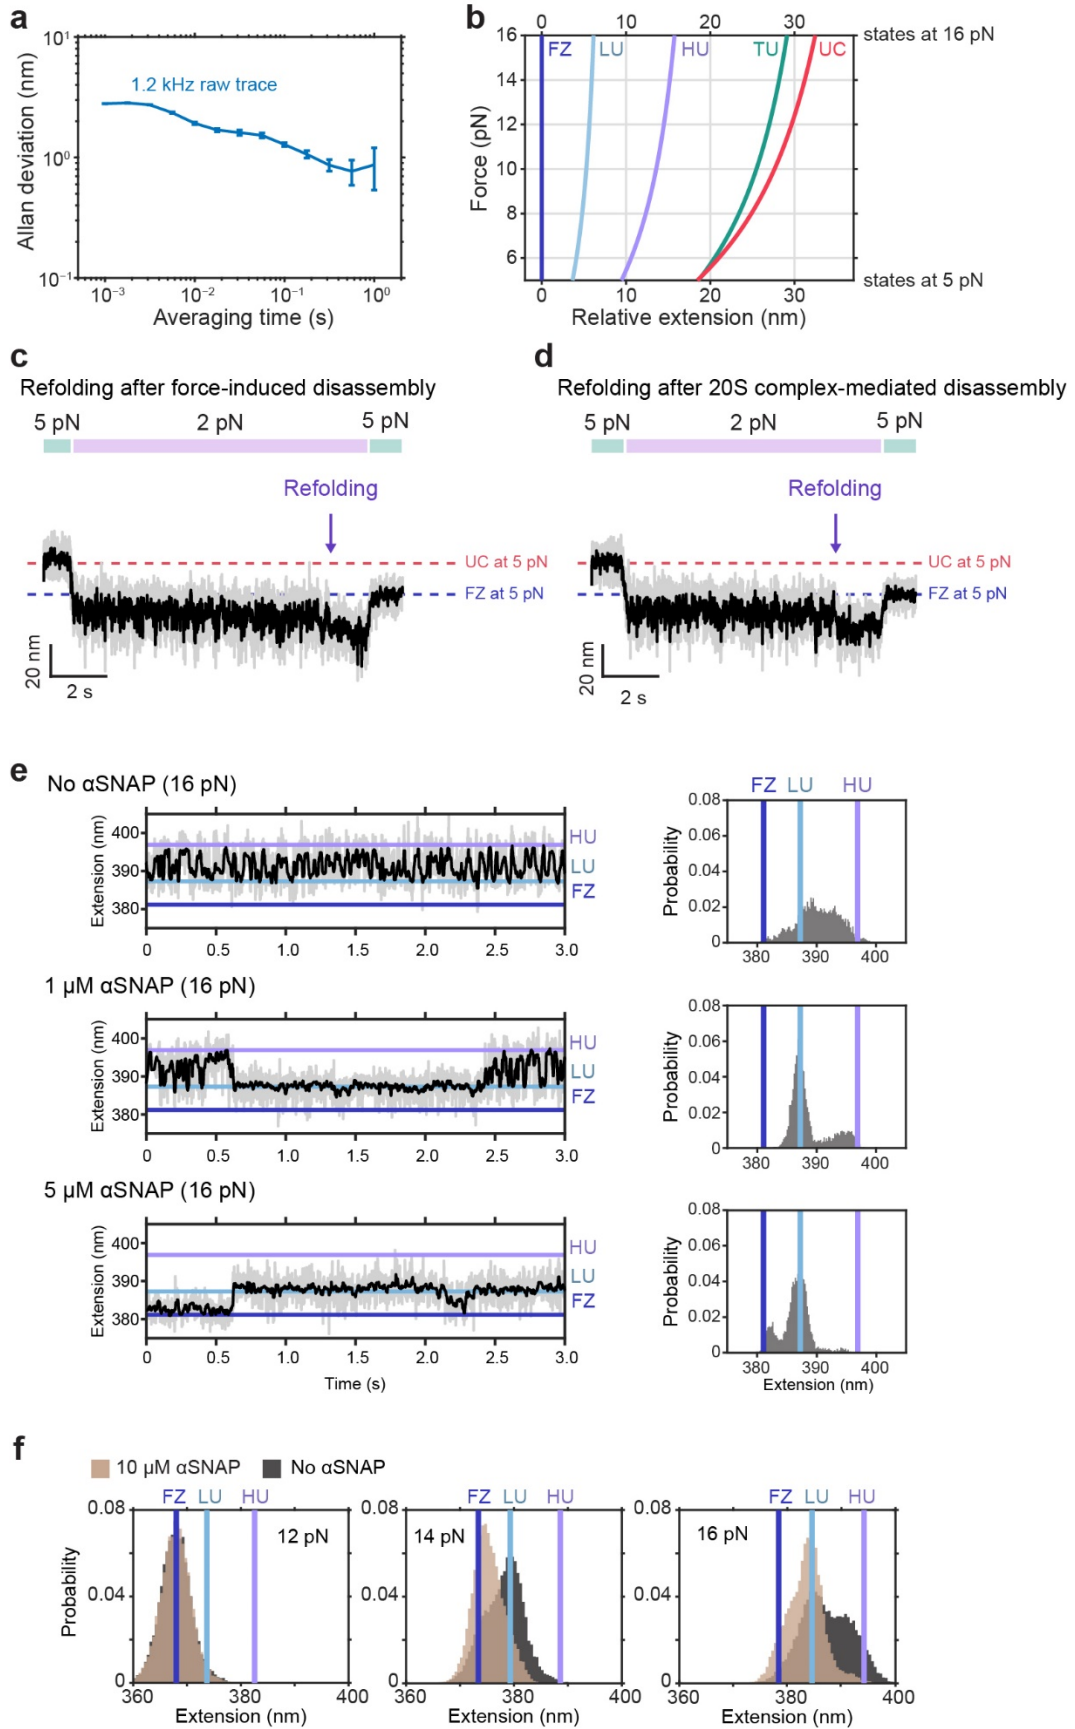 a
10¹
10⁰
10⁻¹
Allan deviation (nm)
1.2 kHz raw trace
10⁻³ 10⁻² 10⁻¹ 10⁰
Averaging time (s)
b
0 10 20 30
states at 16 pN
FZ LU HU TU UC
16
14
12
10
8
6
Force (pN)
states at 5 pN
0 10 20 30
Relative extension (nm)
c
Refolding after force-induced disassembly
5 pN 2 pN 5 pN
Refolding
UC at 5 pN
FZ at 5 pN
20 nm
2 s
d
Refolding after 20S complex-mediated disassembly
5 pN 2 pN 5 pN
Refolding
UC at 5 pN
FZ at 5 pN
20 nm
2 s
e
No αSNAP (16 pN)
Extension (nm)
400
390
380
HU
LU
FZ
0 0.5 1.0 1.5 2.0 2.5 3.0
FZ LU HU
Probability
0.08
0.06
0.04
0.02
0
380 390 400
1 µM αSNAP (16 pN)
Extension (nm)
400
390
380
HU
LU
FZ
0 0.5 1.0 1.5 2.0 2.5 3.0
Probability
0.08
0.06
0.04
0.02
0
380 390 400
5 µM αSNAP (16 pN)
Extension (nm)
400
390
380
HU
LU
FZ
0 0.5 1.0 1.5 2.0 2.5 3.0
Time (s)
Probability
0.08
0.06
0.04
0.02
0
380 390 400
Extension (nm)
f
10 µM αSNAP No αSNAP
FZ LU HU
0.08
0.04
0
Probability
12 pN
360 380 400
Extension (nm)
FZ LU HU
0.08
0.04
0
14 pN
360 380 400
Extension (nm)
FZ LU HU
0.08
0.04
0
16 pN
360 380 400
Extension (nm)